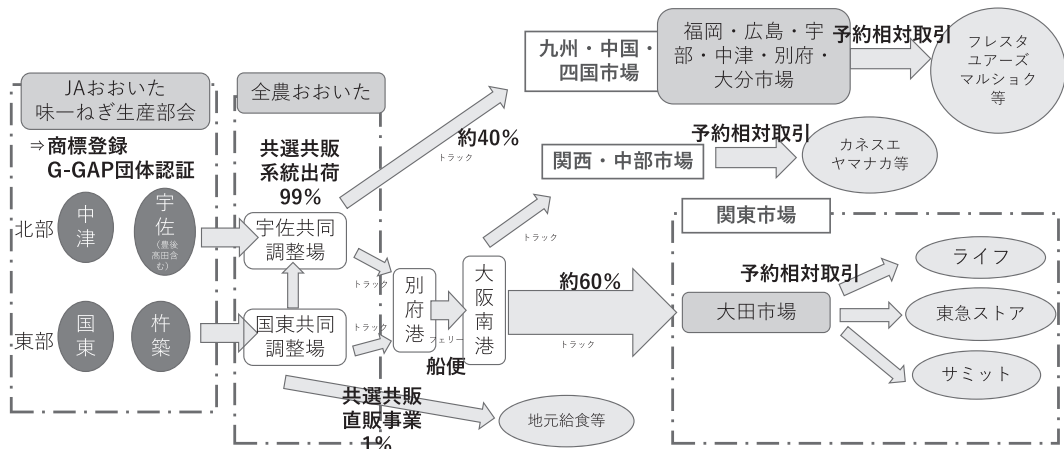 JAおおいた
味一ねぎ生産部会
⇒商標登録
G-GAP団体認証
北部
中津
宇佐
(豊後
高田含
む)
東部
国東
杵築
全農おおいた
共選共販
系統出荷
99%
宇佐共同
調整場
国東共同
調整場
共選共販
直販事業
1%
地元給食等
トラック
トラック
別府港
フェリー
船便
大阪南港
トラック
約40%
トラック
九州・中国・
四国市場
福岡・広島・宇
部・中津・別府・
大分市場
予約相対取引
フレスタ
ユアーズ
マルショク
等
関西・中部市場
予約相対取引
カネスエ
ヤマナカ等
約60%
トラック
関東市場
大田市場
予約相対取引
ライフ
東急ストア
サミット